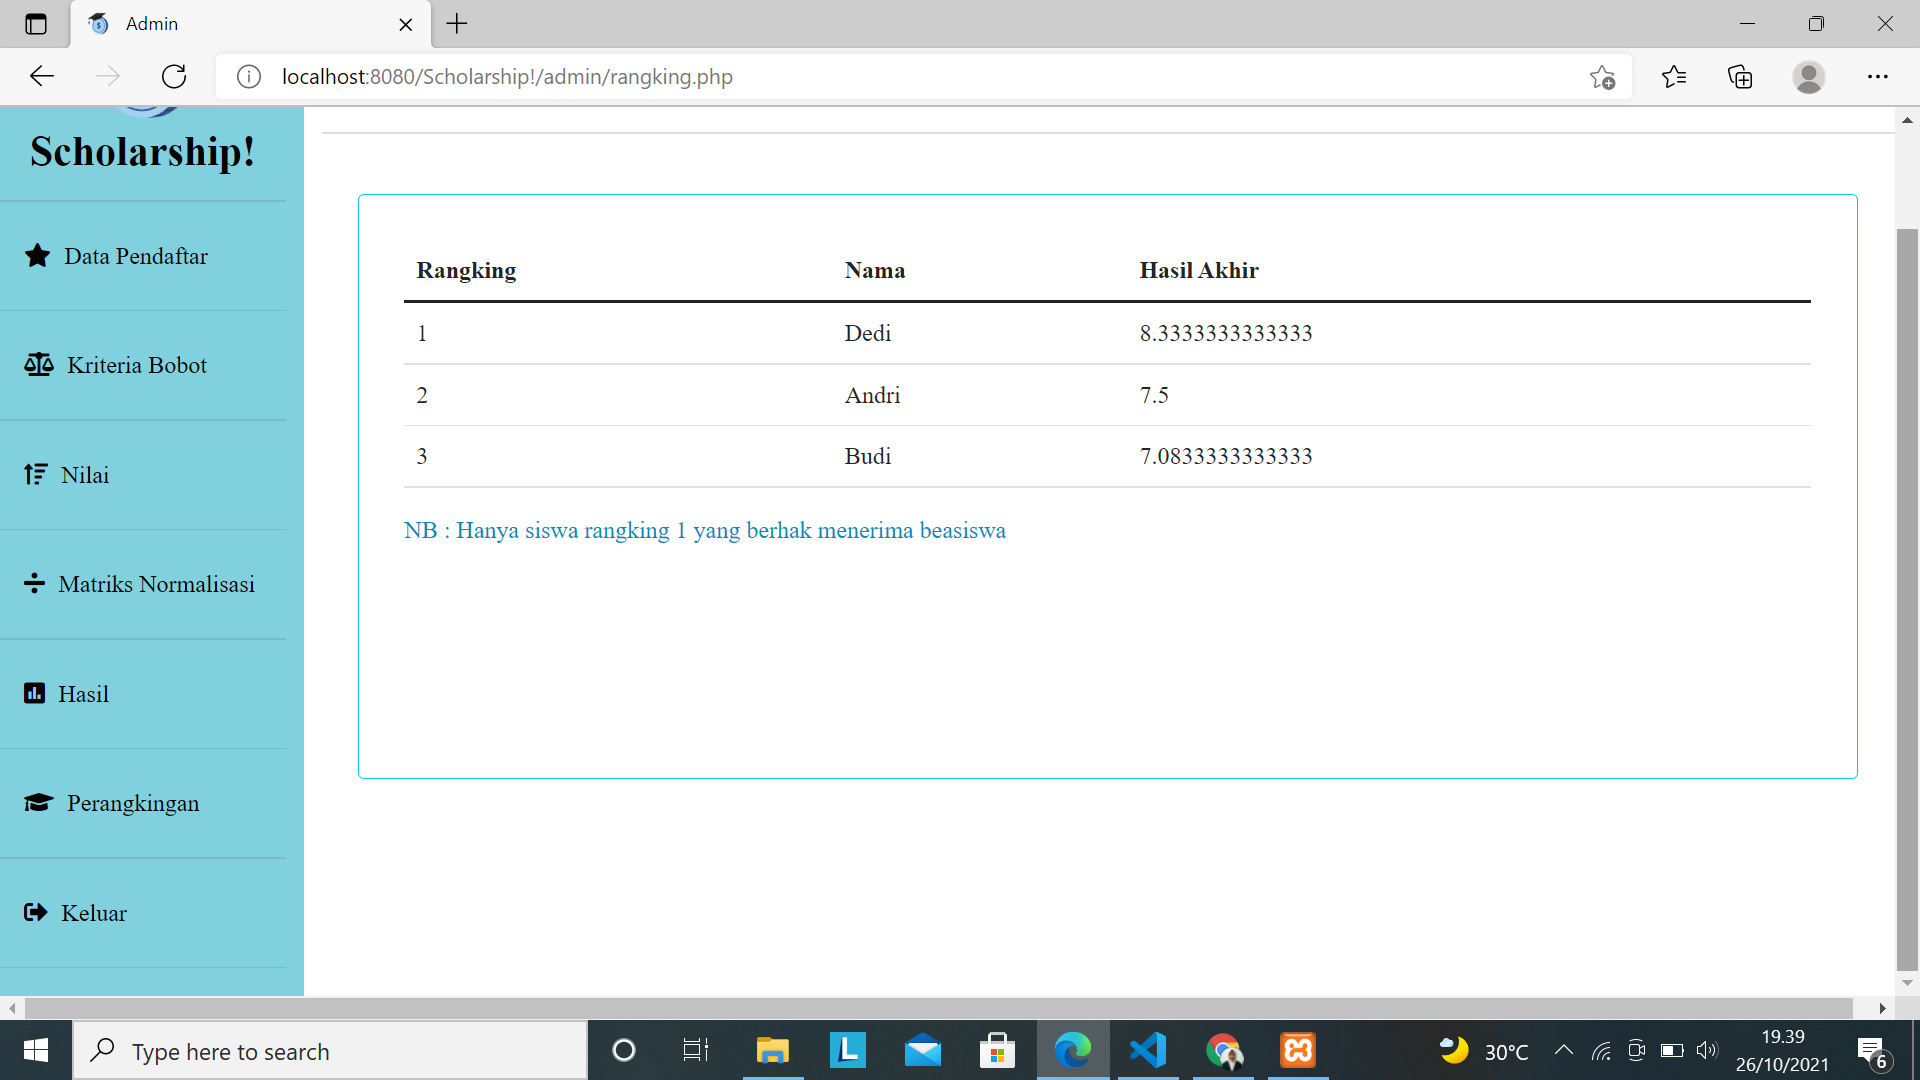 Admin
localhost:8080/Scholarship!/admin/rangking.php
Scholarship!
Data Pendaftar
Kriteria Bobot
Nilai
Matriks Normalisasi
Hasil
Perangkingan
Keluar
Rangking Nama Hasil Akhir
1 Dedi 8.3333333333333
2 Andri 7.5
3 Budi 7.0833333333333
NB : Hanya siswa rangking 1 yang berhak menerima beasiswa
Type here to search
L
30°C
19.39
26/10/2021
6